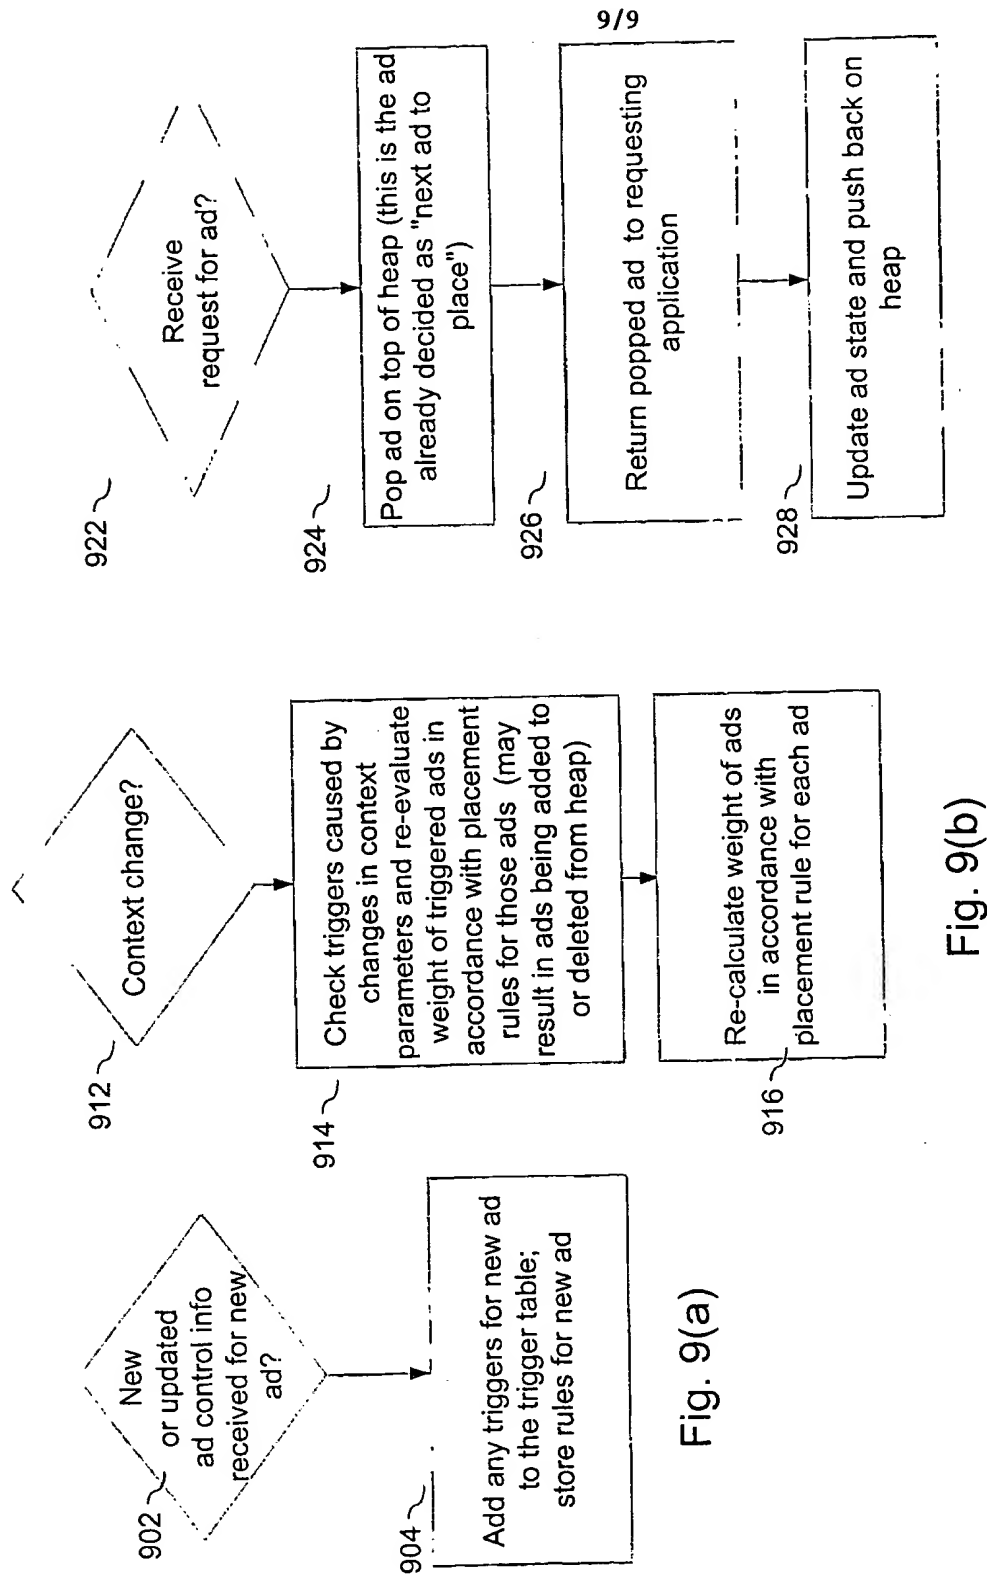 9/9
902
New
or updated
ad control info
received for new
ad?
904
Add any triggers for new ad
to the trigger table;
store rules for new ad
Fig. 9(a)
912
Context change?
914
Check triggers caused by
changes in context
parameters and re-evaluate
weight of triggered ads in
accordance with placement
rules for those ads (may
result in ads being added to
or deleted from heap)
916
Re-calculate weight of ads
in accordance with
placement rule for each ad
Fig. 9(b)
922
Receive
request for ad?
924
Pop ad on top of heap (this is the ad
already decided as "next ad to
place")
926
Return popped ad to requesting
application
928
Update ad state and push back on
heap